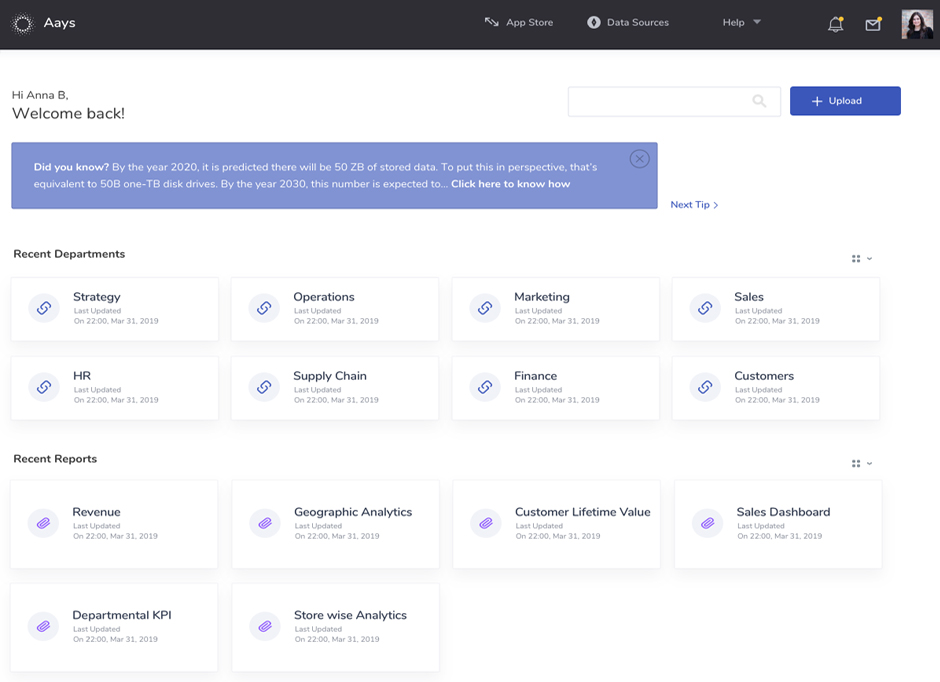 Aays
App Store
Data Sources
Help
Hi Anna B,
Welcome back!
+ Upload
Did you know? By the year 2020, it is predicted there will be 50 ZB of stored data. To put this in perspective, that's
equivalent to 50B one-TB disk drives. By the year 2030, this number is expected to... Click here to know how
Next Tip >
Recent Departments
Strategy
Last Updated
On 22:00, Mar 31, 2019
Operations
Last Updated
On 22:00, Mar 31, 2019
Marketing
Last Updated
On 22:00, Mar 31, 2019
Sales
Last Updated
On 22:00, Mar 31, 2019
HR
Last Updated
On 22:00, Mar 31, 2019
Supply Chain
Last Updated
On 22:00, Mar 31, 2019
Finance
Last Updated
On 22:00, Mar 31, 2019
Customers
Last Updated
On 22:00, Mar 31, 2019
Recent Reports
Revenue
Last Updated
On 22:00, Mar 31, 2019
Geographic Analytics
Last Updated
On 22:00, Mar 31, 2019
Customer Lifetime Value
Last Updated
On 22:00, Mar 31, 2019
Sales Dashboard
Last Updated
On 22:00, Mar 31, 2019
Departmental KPI
Last Updated
On 22:00, Mar 31, 2019
Store wise Analytics
Last Updated
On 22:00, Mar 31, 2019